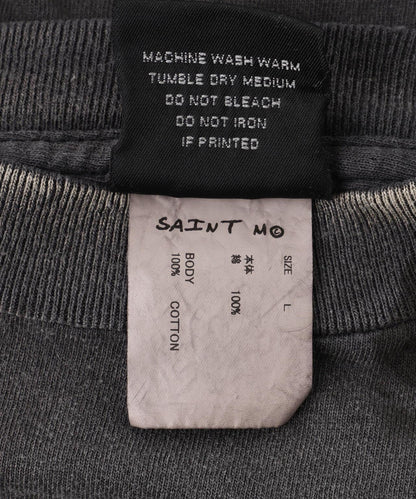 MACHINE WASH WARM
TUMBLE DRY MEDIUM
DO NOT BLEACH
DO NOT IRON
IF PRINTED
SAINT M©
SIZE L
本体
綿 100%
BODY
100% COTTON